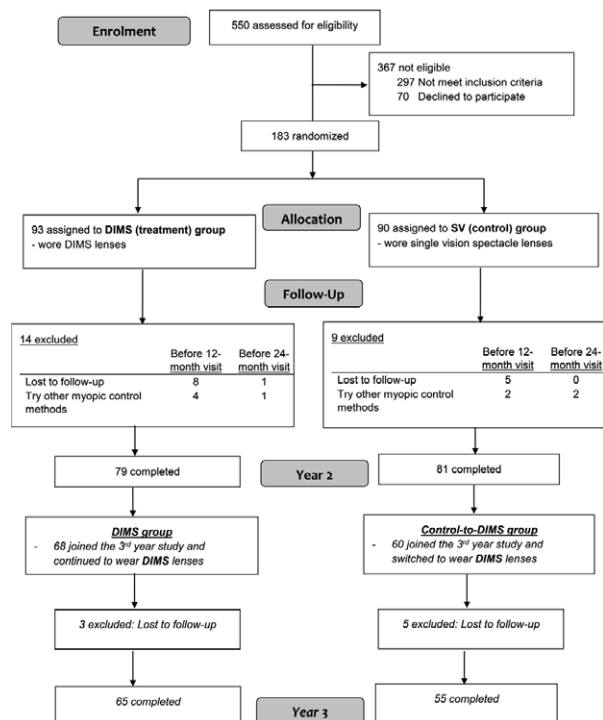 Enrolment
550 assessed for eligibility
367 not eligible
297 Not meet inclusion criteria
70 Declined to participate
183 randomized
Allocation
93 assigned to DIMS (treatment) group
- wore DIMS lenses
90 assigned to SV (control) group
- wore single vision spectacle lenses
Follow-Up
14 excluded
Before 12- Before 24-
month visit month visit
Lost to follow-up 8 1
Try other myopic control 4 1
methods
9 excluded
Before 12- Before 24-
month visit month visit
Lost to follow-up 5 0
Try other myopic control 2 2
methods
79 completed
Year 2
81 completed
DIMS group
- 68 joined the 3rd year study and
continued to wear DIMS lenses
Control-to-DIMS group
- 60 joined the 3rd year study and
switched to wear DIMS lenses
3 excluded: Lost to follow-up
5 excluded: Lost to follow-up
65 completed
Year 3
55 completed